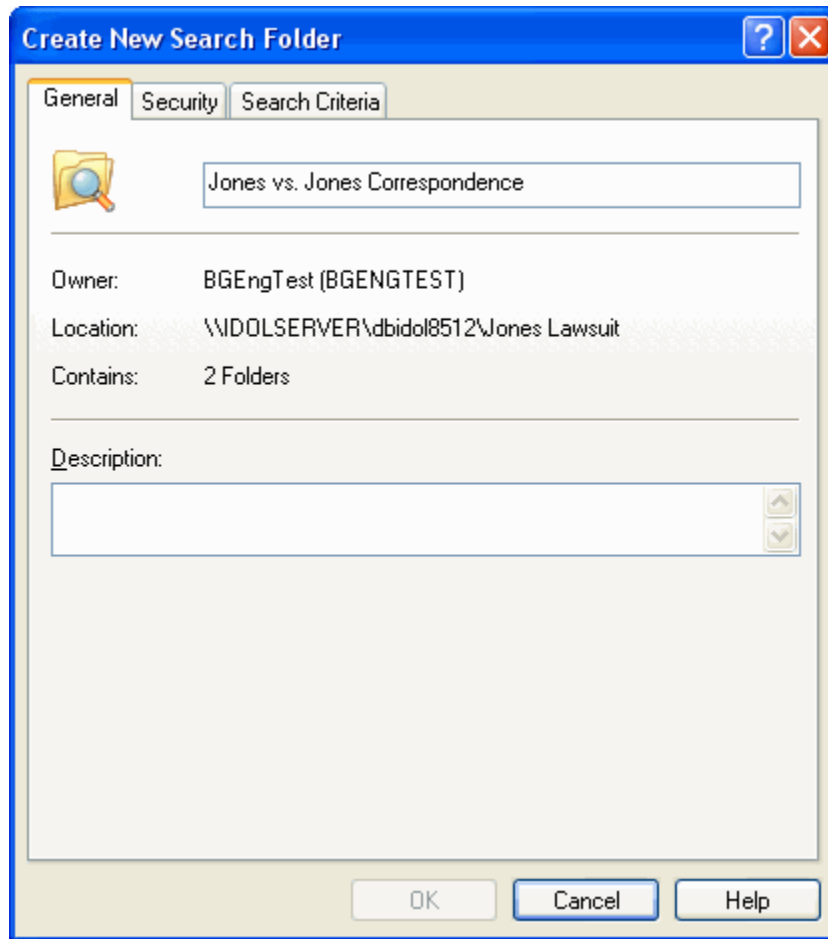 Create New Search Folder
General Security Search Criteria
Jones vs. Jones Correspondence
Owner: BGEngTest (BGENGTEST)
Location: \\IDOLSERVER\dbidol8512\Jones Lawsuit
Contains: 2 Folders
Description:
OK Cancel Help